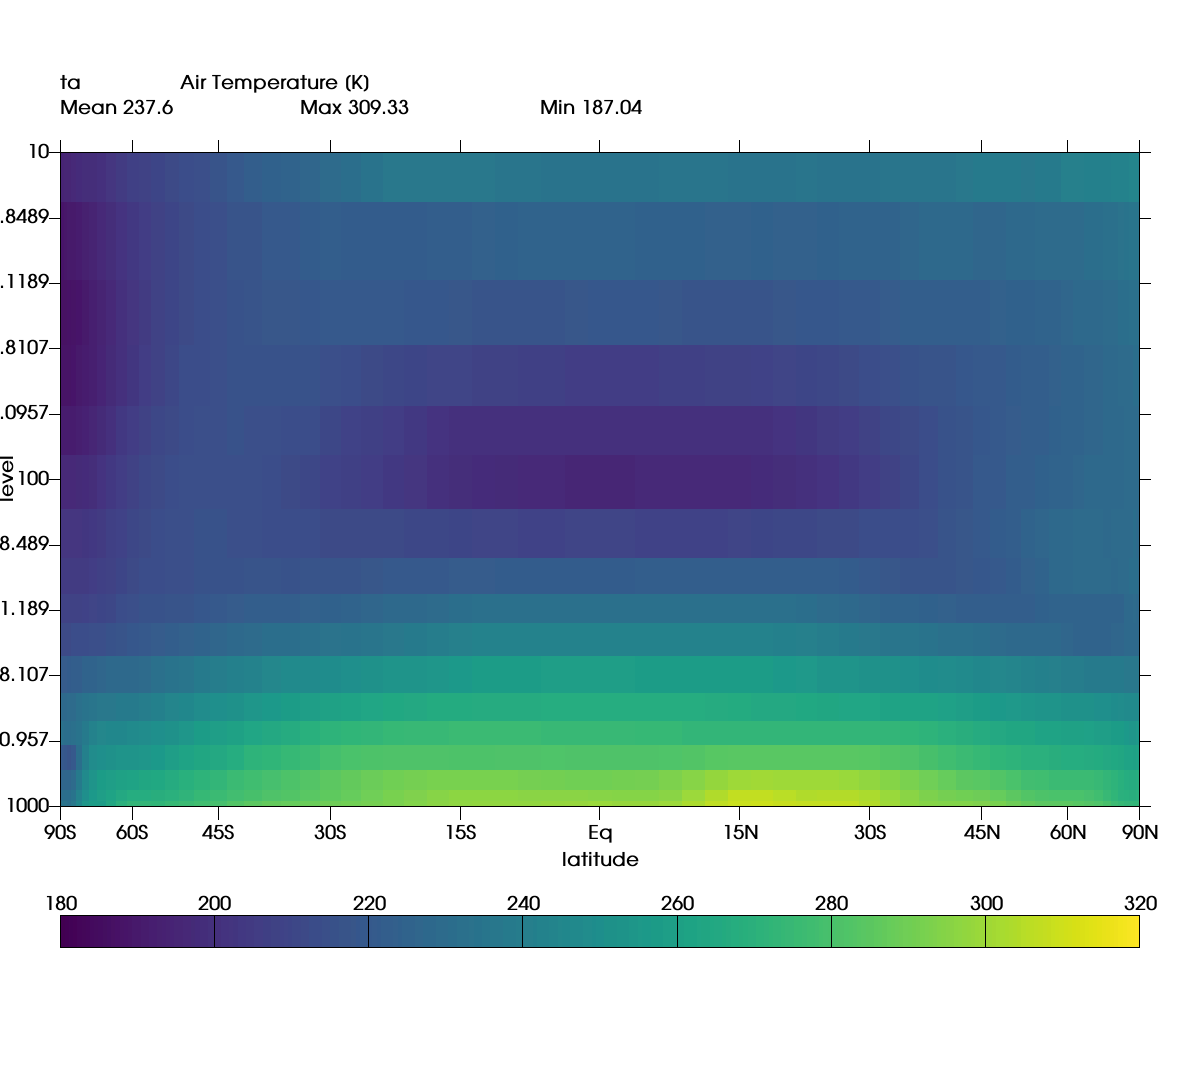 ta Air Temperature (K)
Mean 237.6 Max 309.33 Min 187.04
10
.8489
.1189
.8107
.0957
100
8.489
1.189
8.107
0.957
1000
level
90S 60S 45S 30S 15S Eq 15N 30S 45N 60N 90N
latitude
180 200 220 240 260 280 300 320